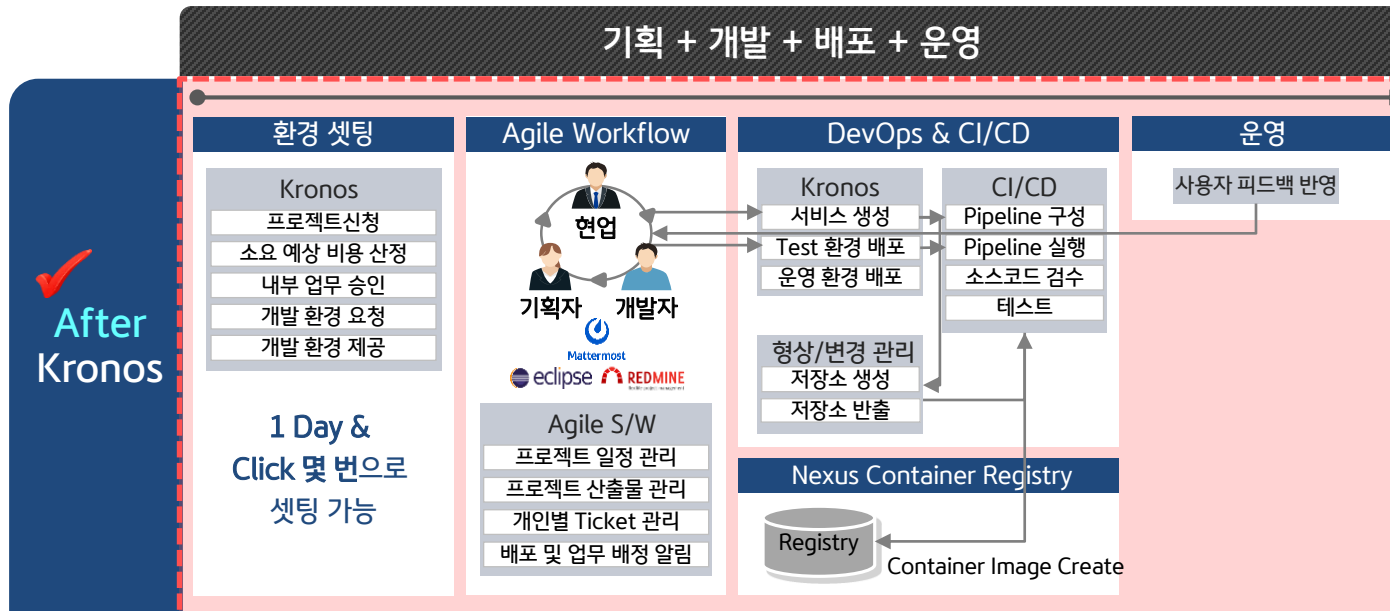 기획 + 개발 + 배포 + 운영
After
Kronos
환경 셋팅
Kronos
프로젝트신청
소요 예상 비용 산정
내부 업무 승인
개발 환경 요청
개발 환경 제공
1 Day &
Click 몇 번으로
셋팅 가능
Agile Workflow
현업
기획자
개발자
Mattermost
eclipse
REDMINE
Agile S/W
프로젝트 일정 관리
프로젝트 산출물 관리
개인별 Ticket 관리
배포 및 업무 배정 알림
DevOps & CI/CD
Kronos
서비스 생성
Test 환경 배포
운영 환경 배포
CI/CD
Pipeline 구성
Pipeline 실행
소스코드 검수
테스트
형상/변경 관리
저장소 생성
저장소 반출
Nexus Container Registry
Registry
Container Image Create
운영
사용자 피드백 반영